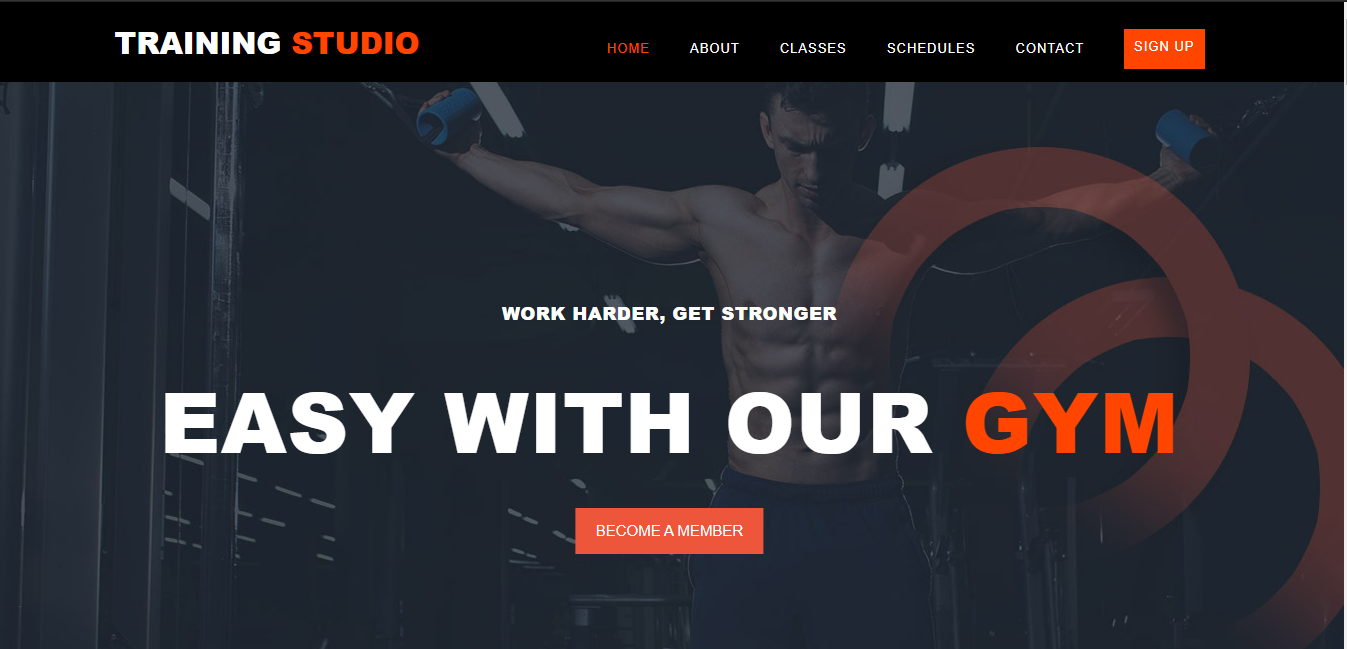 TRAINING STUDIO
HOME ABOUT CLASSES SCHEDULES CONTACT SIGN UP
WORK HARDER, GET STRONGER
EASY WITH OUR GYM
BECOME A MEMBER